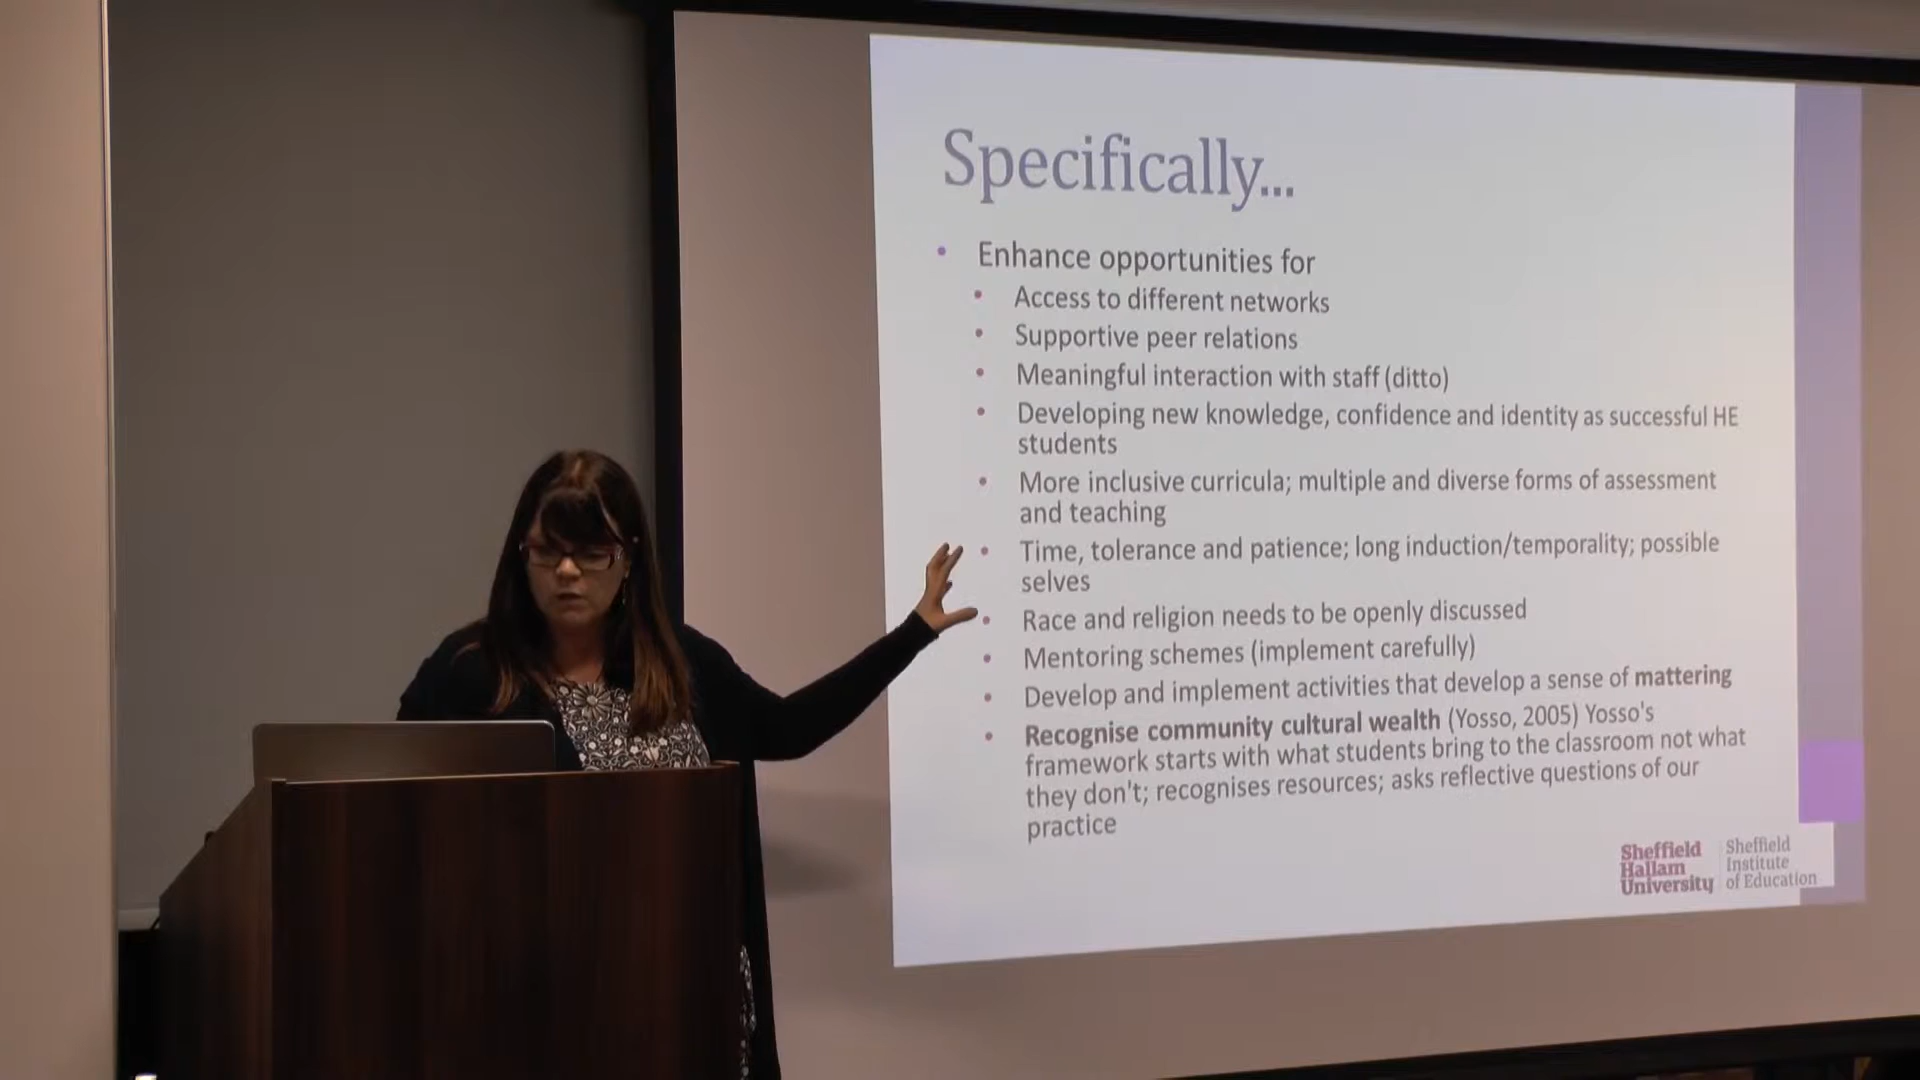 Specifically...
Enhance opportunities for
Access to different networks
Supportive peer relations
Meaningful interaction with staff (ditto)
Developing new knowledge, confidence and identity as successful HE
students
More inclusive curricula; multiple and diverse forms of assessment
and teaching
Time, tolerance and patience; long induction/temporality; possible
selves
Race and religion needs to be openly discussed
Mentoring schemes (implement carefully)
Develop and implement activities that develop a sense of mattering
Recognise community cultural wealth (Yosso, 2005) Yosso's
framework starts with what students bring to the classroom not what
they don't; recognises resources; asks reflective questions of our
practice
Sheffield
Hallam
University
Sheffield
Institute
of Education